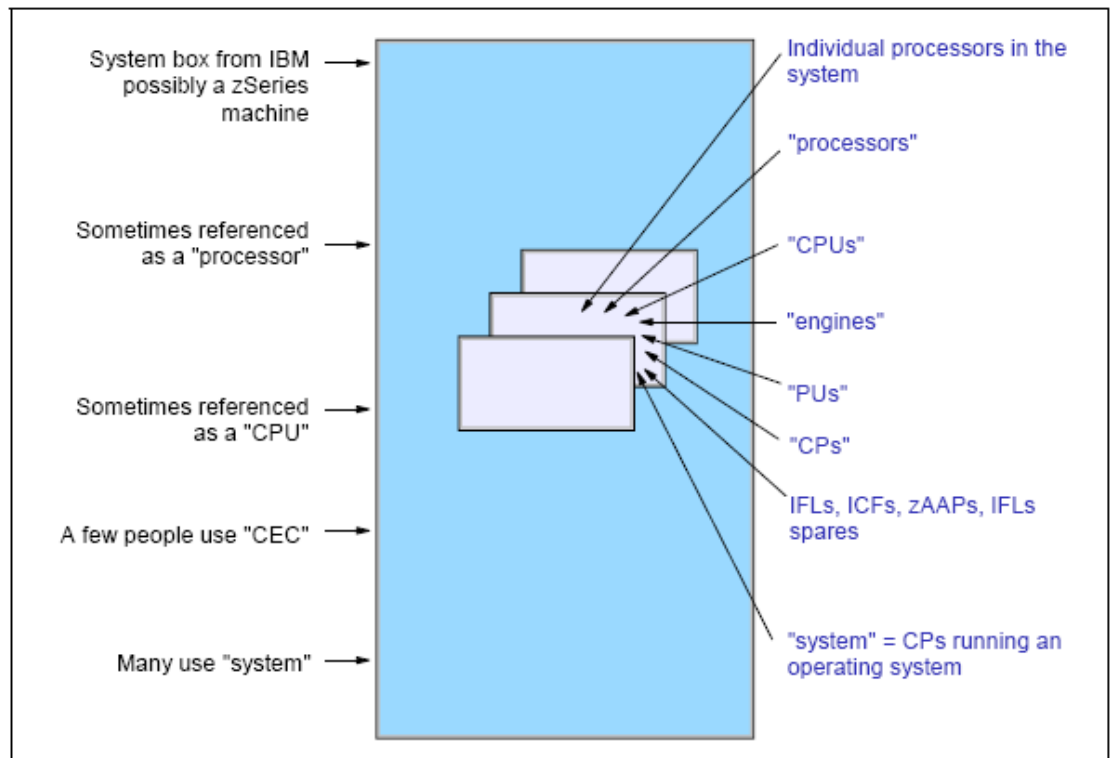 System box from IBM
possibly a zSeries
machine
Sometimes referenced
as a "processor"
Sometimes referenced
as a "CPU"
A few people use "CEC"
Many use "system"
Individual processors in the
system
"processors"
"CPUs"
"engines"
"PUs"
"CPs"
IFLs, ICFs, zAAPs, IFLs
spares
"system" = CPs running an
operating system